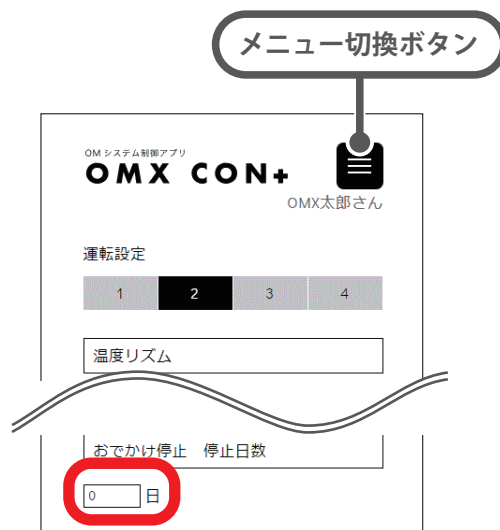 メニュー切換ボタン
OMシステム制御アプリ
OMX CON+
OMX太郎さん
運転設定
1 2 3 4
温度リズム
おでかけ停止 停止日数
0 日